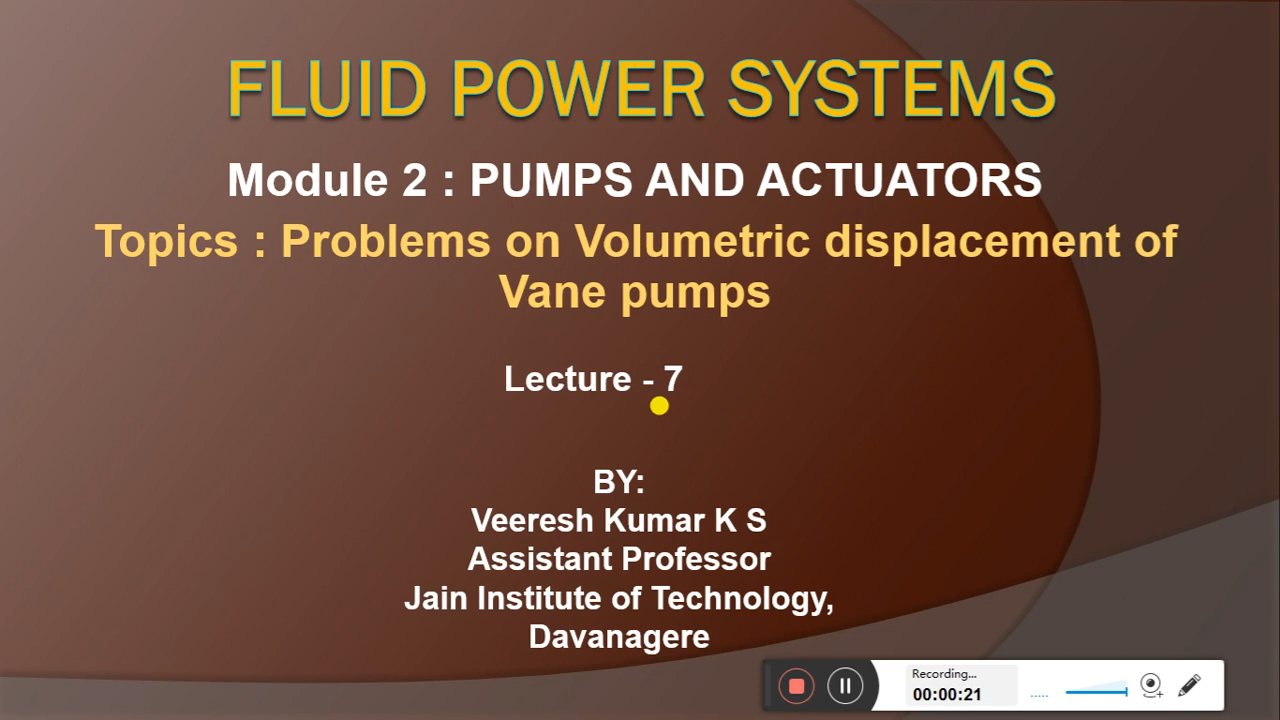 FLUID POWER SYSTEMS
Module 2 : PUMPS AND ACTUATORS
Topics : Problems on Volumetric displacement of
Vane pumps
Lecture - 7
BY:
Veeresh Kumar K S
Assistant Professor
Jain Institute of Technology,
Davanagere
Recording...
00:00:21